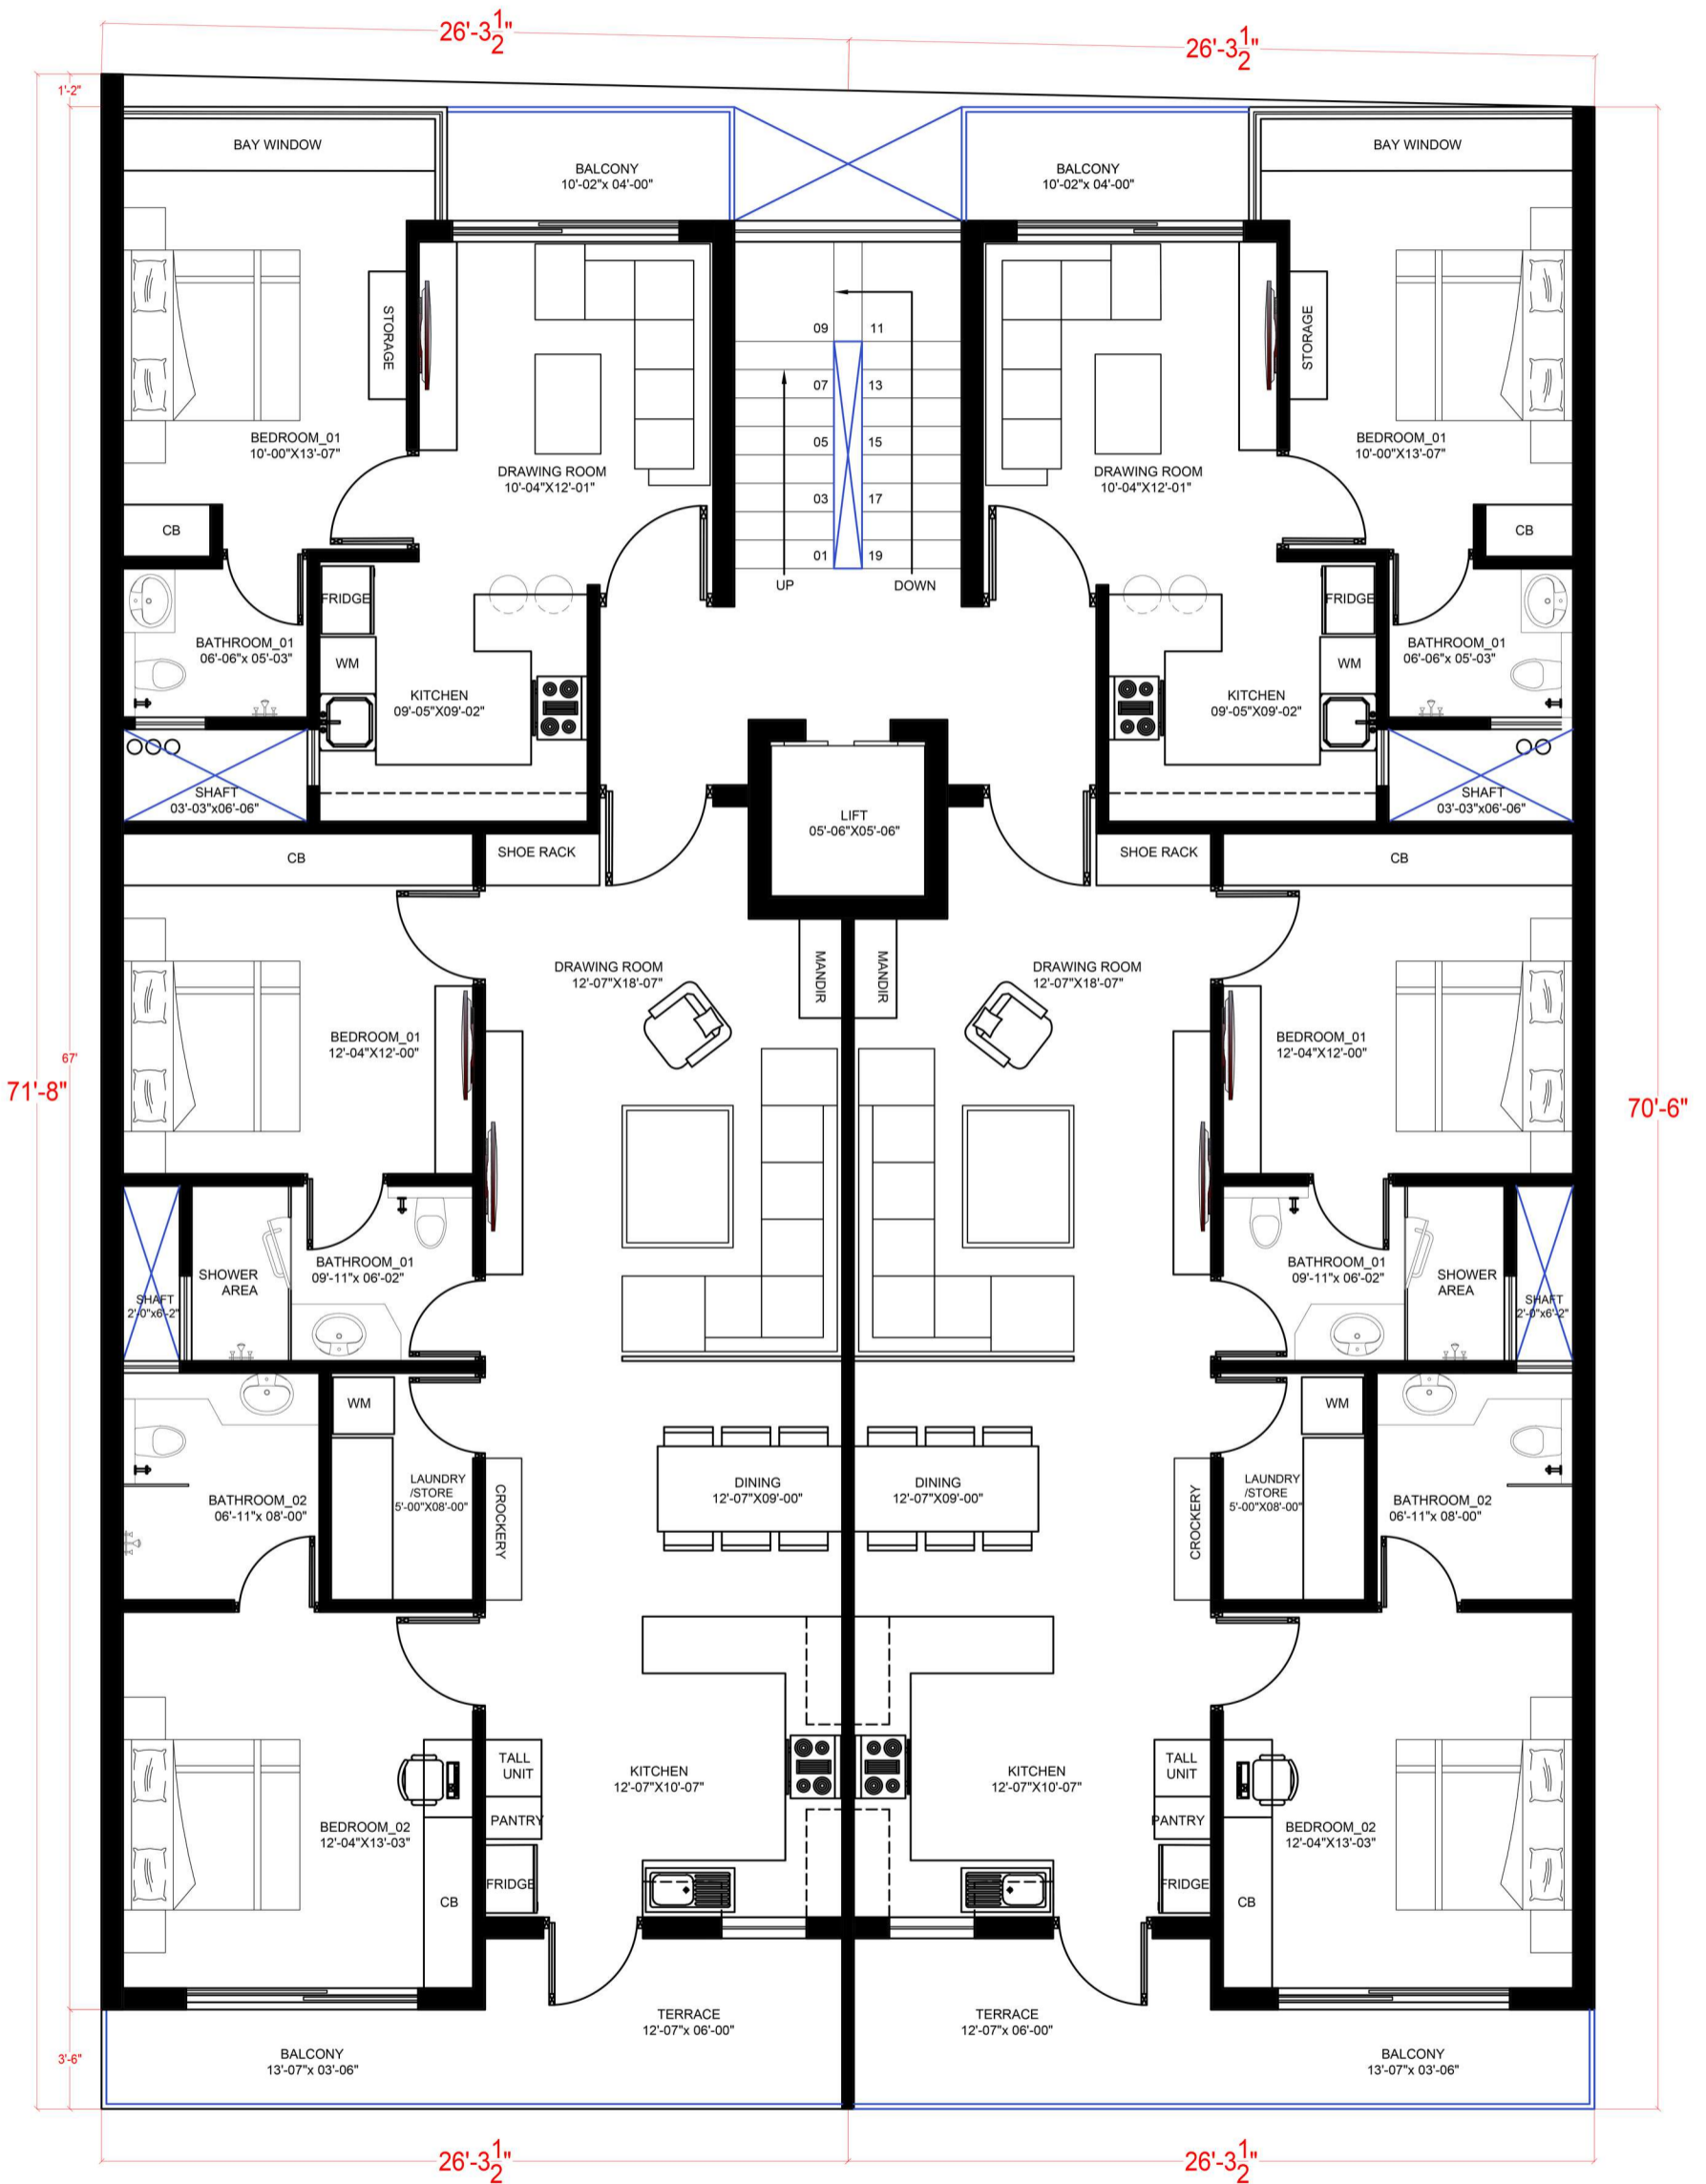 26'-3 1/2"
26'-3 1/2"
1'-2"
BAY WINDOW
BALCONY
10'-02"x 04'-00"
BALCONY
10'-02"x 04'-00"
BAY WINDOW
STORAGE
09
11
STORAGE
07
13
BEDROOM_01
10'-00"X13'-07"
05
15
BEDROOM_01
10'-00"X13'-07"
DRAWING ROOM
10'-04"X12'-01"
DRAWING ROOM
10'-04"X12'-01"
03
17
CB
CB
01
19
UP
DOWN
FRIDGE
FRIDGE
BATHROOM_01
06'-06"x 05'-03"
BATHROOM_01
06'-06"x 05'-03"
WM
WM
KITCHEN
09'-05"X09'-02"
KITCHEN
09'-05"X09'-02"
SHAFT
03'-03"x06'-06"
SHAFT
03'-03"x06'-06"
LIFT
05'-06"X05'-06"
CB
SHOE RACK
SHOE RACK
CB
DRAWING ROOM
12'-07"X18'-07"
MANDIR
MANDIR
DRAWING ROOM
12'-07"X18'-07"
BEDROOM_01
12'-04"X12'-00"
BEDROOM_01
12'-04"X12'-00"
67'
71'-8"
70'-6"
SHAFT
2'-0"x6'-2"
SHOWER
AREA
BATHROOM_01
09'-11"x 06'-02"
BATHROOM_01
09'-11"x 06'-02"
SHOWER
AREA
SHAFT
2'-0"x6'-2"
WM
WM
BATHROOM_02
06'-11"x 08'-00"
LAUNDRY
/STORE
5'-00"X08'-00"
CROCKERY
DINING
12'-07"X09'-00"
DINING
12'-07"X09'-00"
CROCKERY
LAUNDRY
/STORE
5'-00"X08'-00"
BATHROOM_02
06'-11"x 08'-00"
TALL
UNIT
KITCHEN
12'-07"X10'-07"
KITCHEN
12'-07"X10'-07"
TALL
UNIT
PANTRY
PANTRY
BEDROOM_02
12'-04"X13'-03"
BEDROOM_02
12'-04"X13'-03"
FRIDGE
FRIDGE
CB
CB
TERRACE
12'-07"x 06'-00"
TERRACE
12'-07"x 06'-00"
3'-6"
BALCONY
13'-07"x 03'-06"
BALCONY
13'-07"x 03'-06"
26'-3 1/2"
26'-3 1/2"